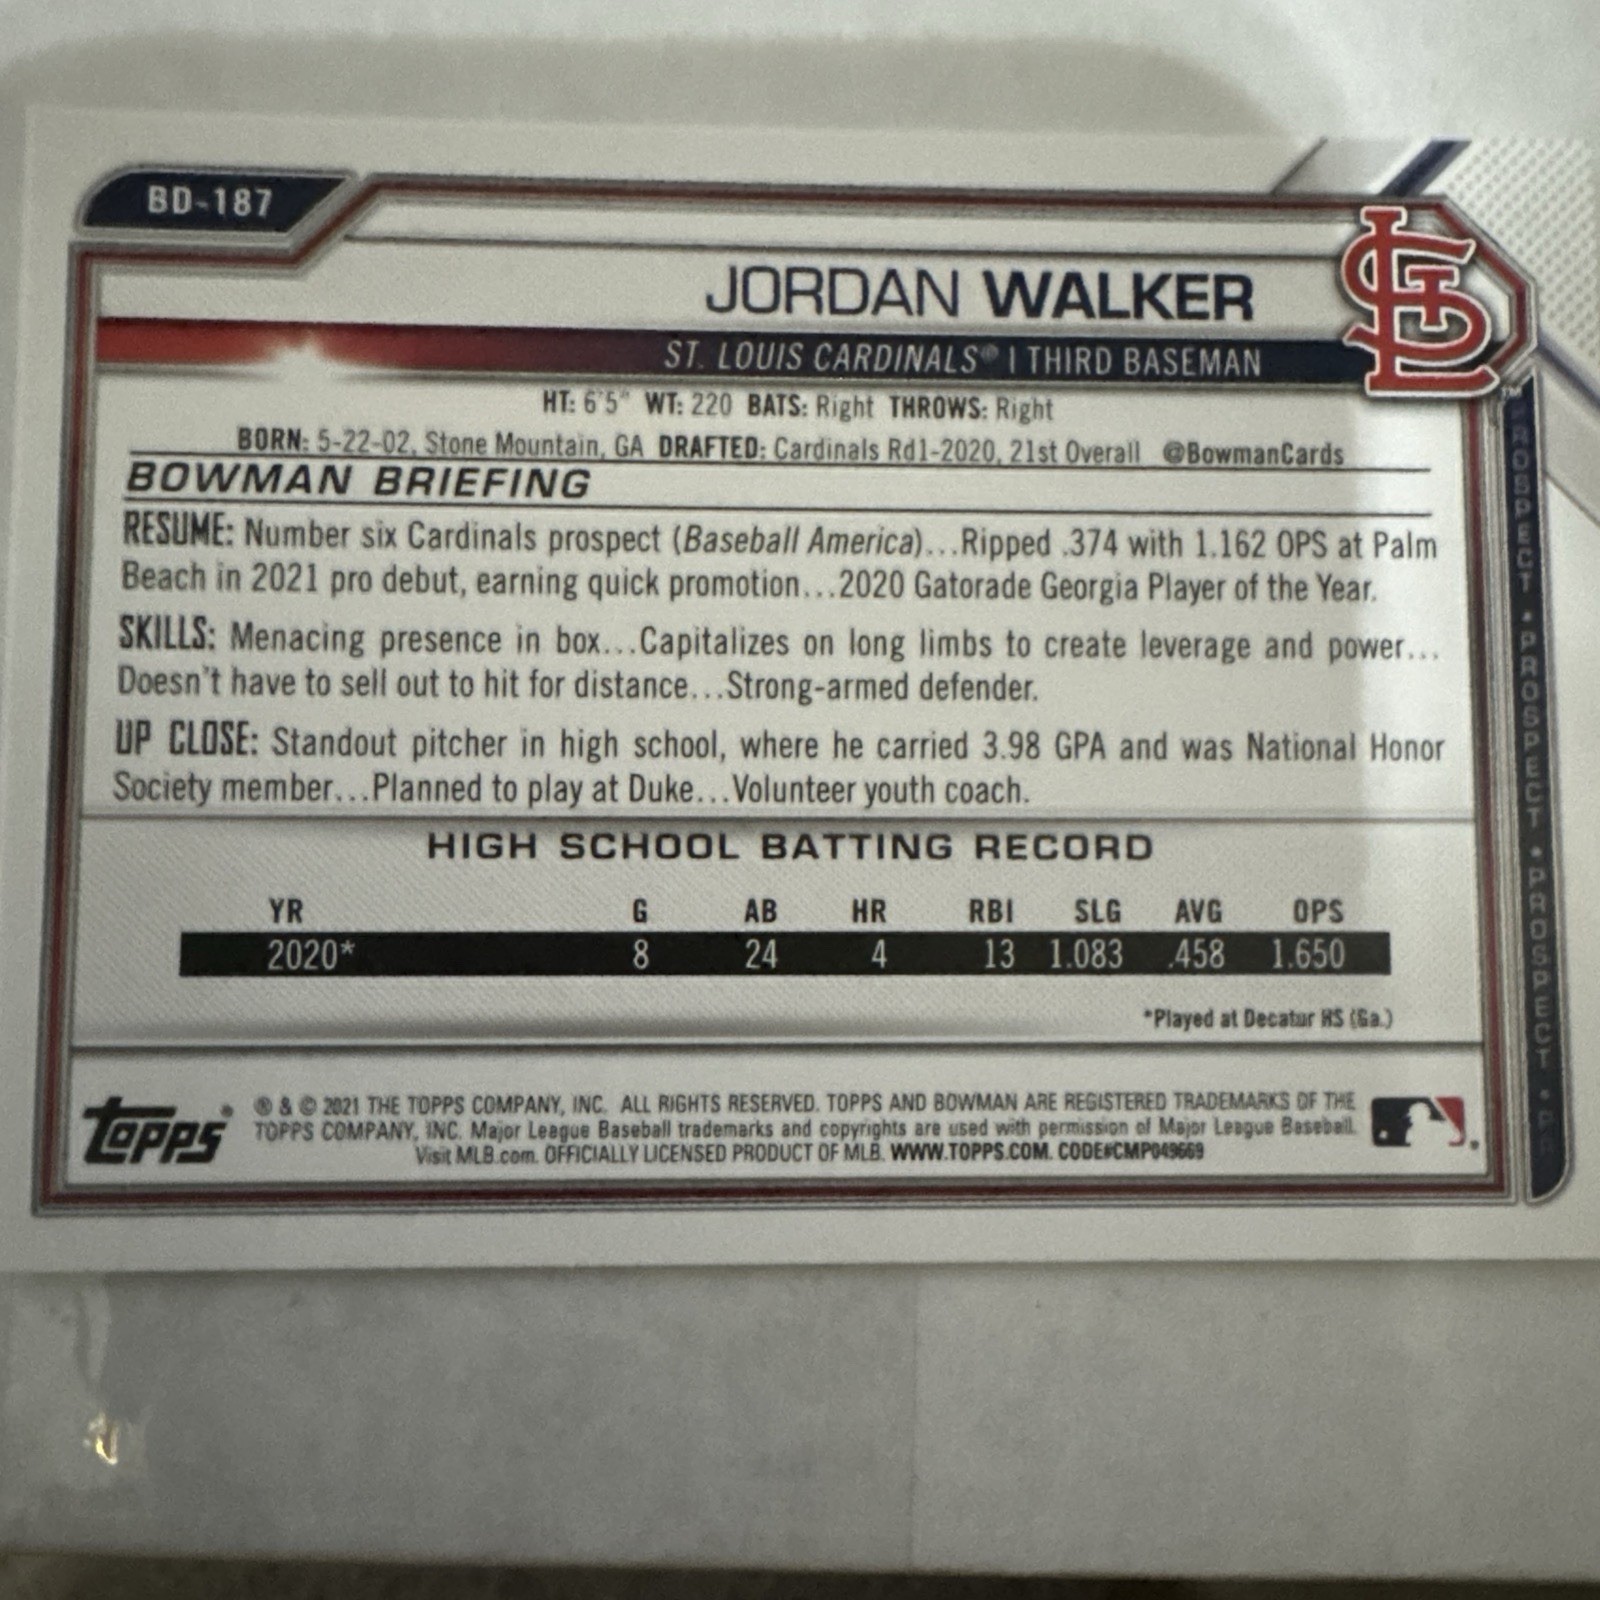 BD-187
JORDAN WALKER
ST. LOUIS CARDINALS® | THIRD BASEMAN
STL™
HT: 6'5" WT: 220 BATS: Right THROWS: Right
BORN: 5-22-02, Stone Mountain, GA DRAFTED: Cardinals Rd1-2020, 21st Overall @BowmanCards
BOWMAN BRIEFING
RESUME: Number six Cardinals prospect (Baseball America)...Ripped .374 with 1.162 OPS at Palm
Beach in 2021 pro debut, earning quick promotion...2020 Gatorade Georgia Player of the Year.
SKILLS: Menacing presence in box...Capitalizes on long limbs to create leverage and power...
Doesn't have to sell out to hit for distance...Strong-armed defender.
UP CLOSE: Standout pitcher in high school, where he carried 3.98 GPA and was National Honor
Society member...Planned to play at Duke...Volunteer youth coach.
HIGH SCHOOL BATTING RECORD
YR G AB HR RBI SLG AVG OPS
2020* 8 24 4 13 1.083 .458 1.650
*Played at Decatur HS (Ga.)
TOPPS®
® & © 2021 THE TOPPS COMPANY, INC. ALL RIGHTS RESERVED. TOPPS AND BOWMAN ARE REGISTERED TRADEMARKS OF THE
TOPPS COMPANY, INC. Major League Baseball trademarks and copyrights are used with permission of Major League Baseball.
Visit MLB.com. OFFICIALLY LICENSED PRODUCT OF MLB. WWW.TOPPS.COM. CODE#CMP049669
PROSPECT • PROSPECT • PROSPECT • PR